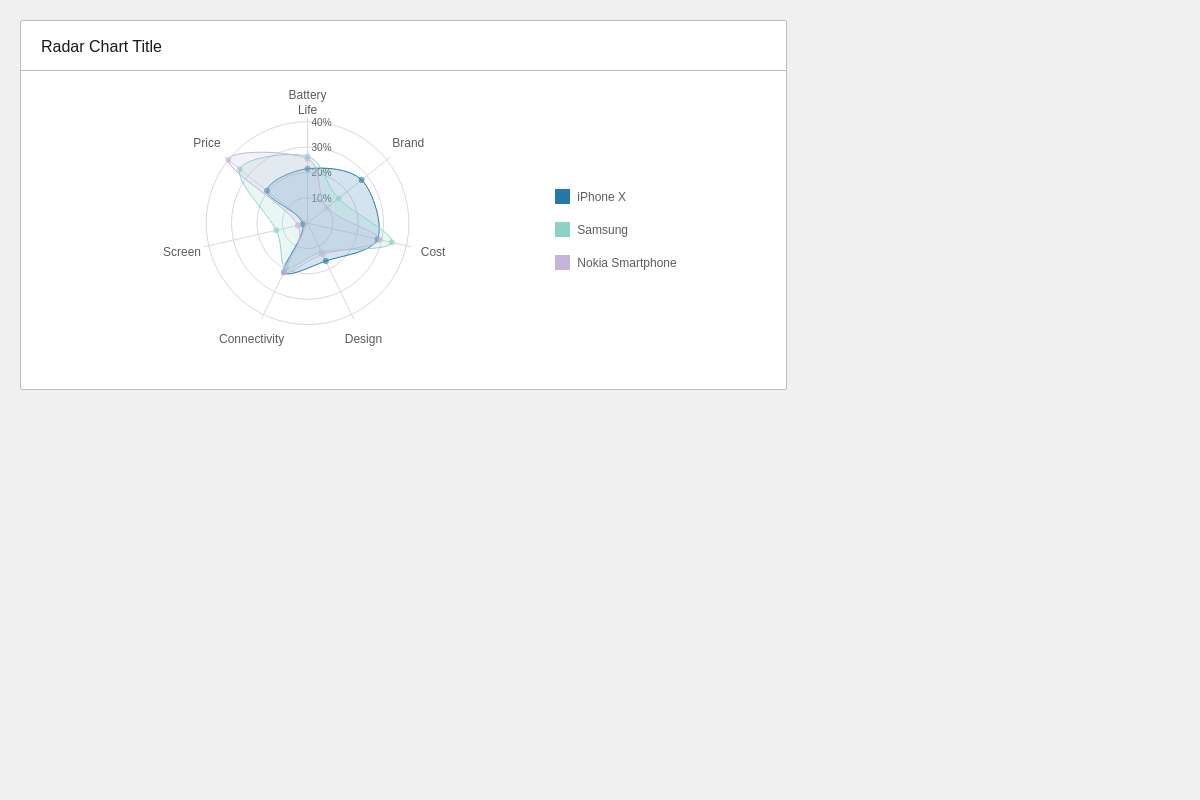 Radar Chart Title
Battery
Life
40%
30%
20%
10%
Price
Brand
Screen
Cost
Connectivity
Design
iPhone X
Samsung
Nokia Smartphone